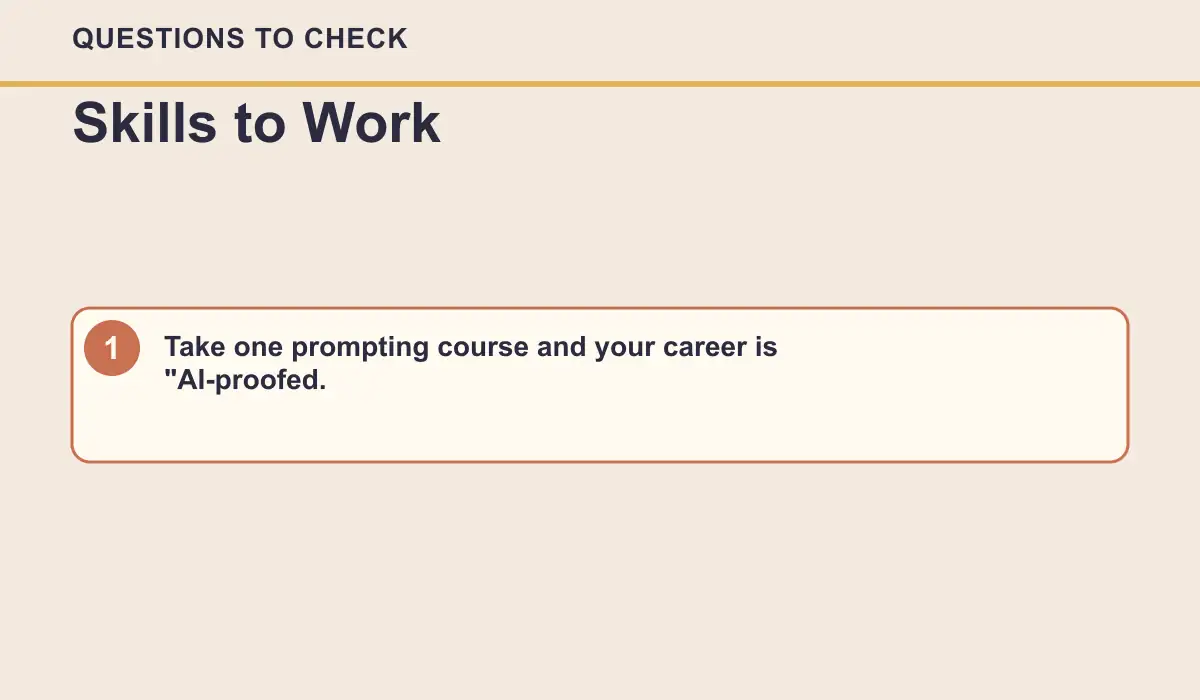 QUESTIONS TO CHECK
Skills to Work
1
Take one prompting course and your career is
"AI-proofed.